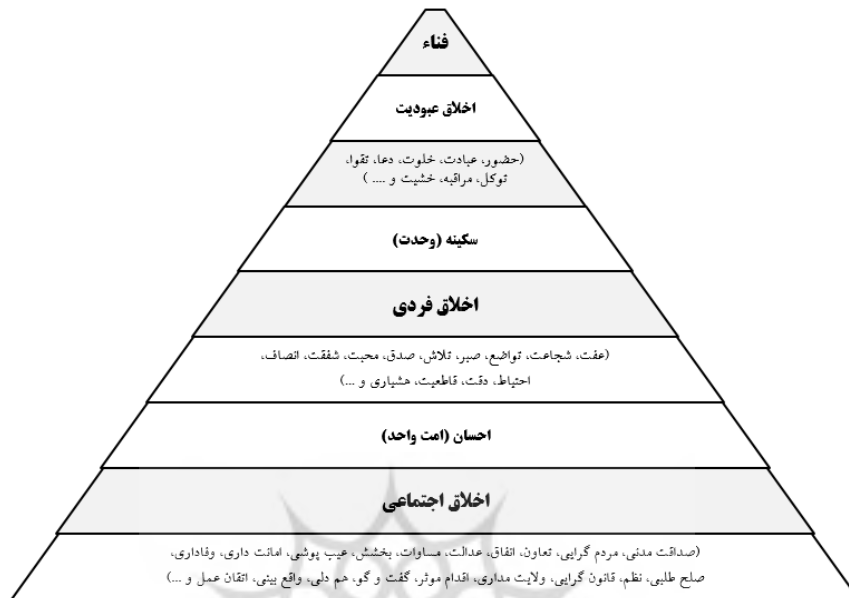 فناء
اخلاق عبودیت
(حضور، عبادت، خلوت، دعا، تقوا،
توکل، مراقبه، خشیت و .... )
سکینه (وحدت)
اخلاق فردی
(عفت، شجاعت، تواضع، صبر، تلاش، صدق، محبت، شفقت، انصاف،
احتیاط، دقت، قاطعیت، هشیاری و ...)
احسان (امت واحد)
اخلاق اجتماعی
(صداقت مدنی، مردم گرایی، تعاون، انفاق، عدالت، مساوات، بخشش، عیب پوشی، امانت داری، وفاداری،
صلح طلبی، نظم، قانون گرایی، ولایت مداری، اقدام موثر، گفت و گو، هم دلی، واقع بینی، اتقان عمل و ...)